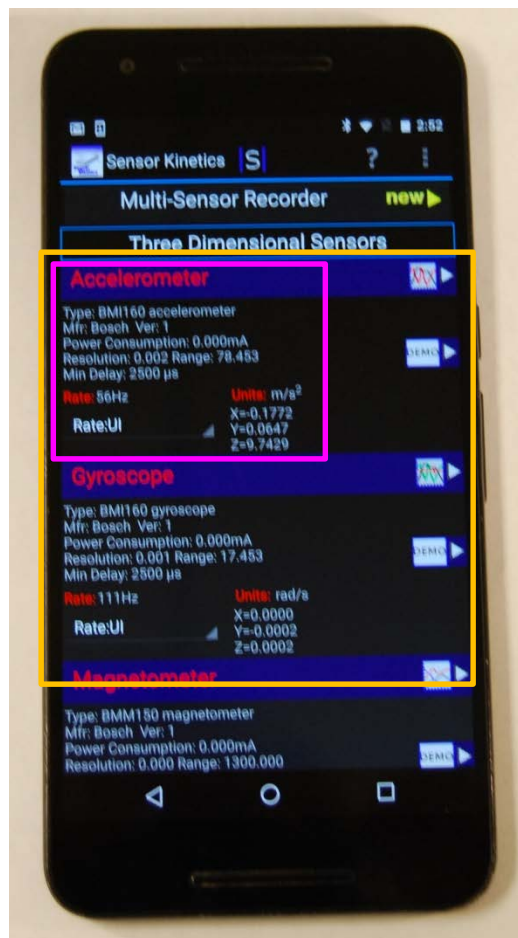 2:52
Sensor Kinetics |S| ?
Multi-Sensor Recorder new
Three Dimensional Sensors
Accelerometer
Type: BMI160 accelerometer
Mfr: Bosch Ver: 1
Power Consumption: 0.000mA
Resolution: 0.002 Range: 78.453
DEMO
Min Delay: 2500 µs
Rate: 56Hz Units: m/s²
X=-0.1772
Rate:UI Y=0.0647
Z=9.7429
Gyroscope
Type: BMI160 gyroscope
Mfr: Bosch Ver: 1
Power Consumption: 0.000mA
DEMO
Resolution: 0.001 Range: 17.453
Min Delay: 2500 µs
Rate: 111Hz Units: rad/s
X=0.0000
Rate:UI Y=-0.0002
Z=0.0002
Magnetometer
Type: BMM150 magnetometer
Mfr: Bosch Ver: 1
Power Consumption: 0.000mA
DEMO
Resolution: 0.000 Range: 1300.000